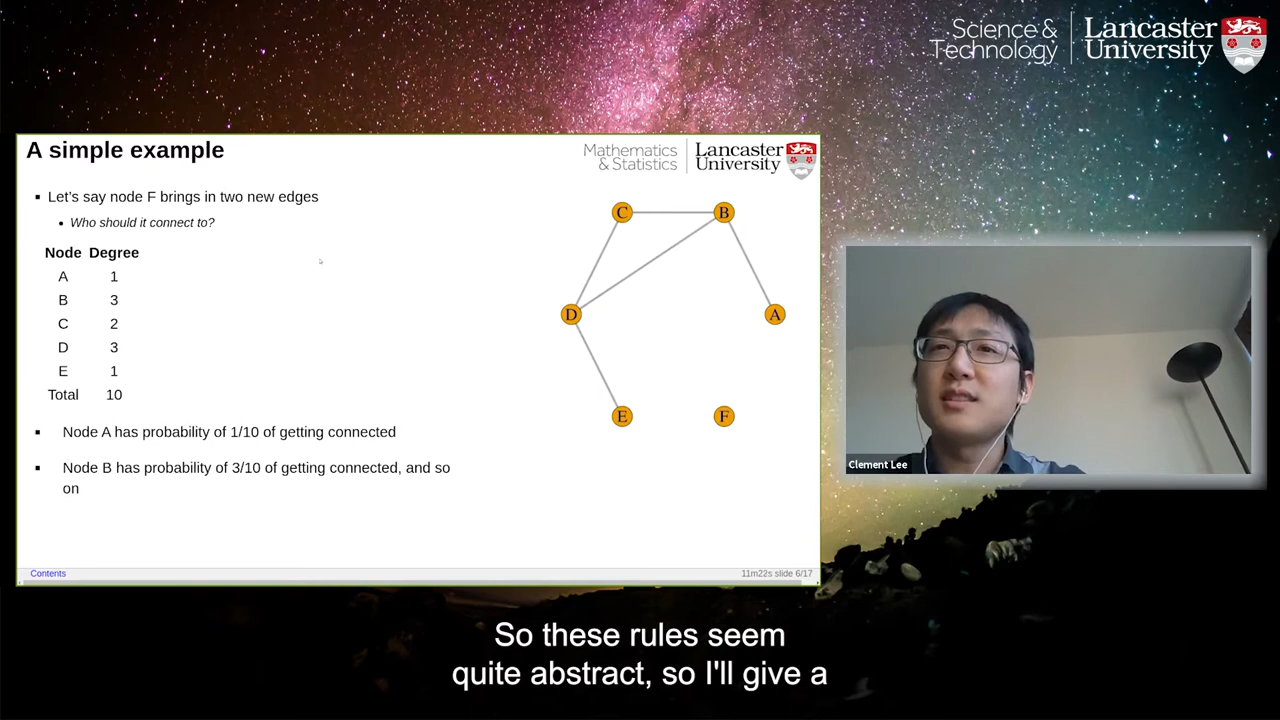 Science &
Technology
Lancaster
University
A simple example
Mathematics
& Statistics
Lancaster
University
Let's say node F brings in two new edges
Who should it connect to?
Node Degree
A 1
B 3
C 2
D 3
E 1
Total 10
Node A has probability of 1/10 of getting connected
Node B has probability of 3/10 of getting connected, and so
on
C
B
D
A
E
F
Contents
11m22s slide 6/17
Clement Lee
So these rules seem
quite abstract, so I'll give a